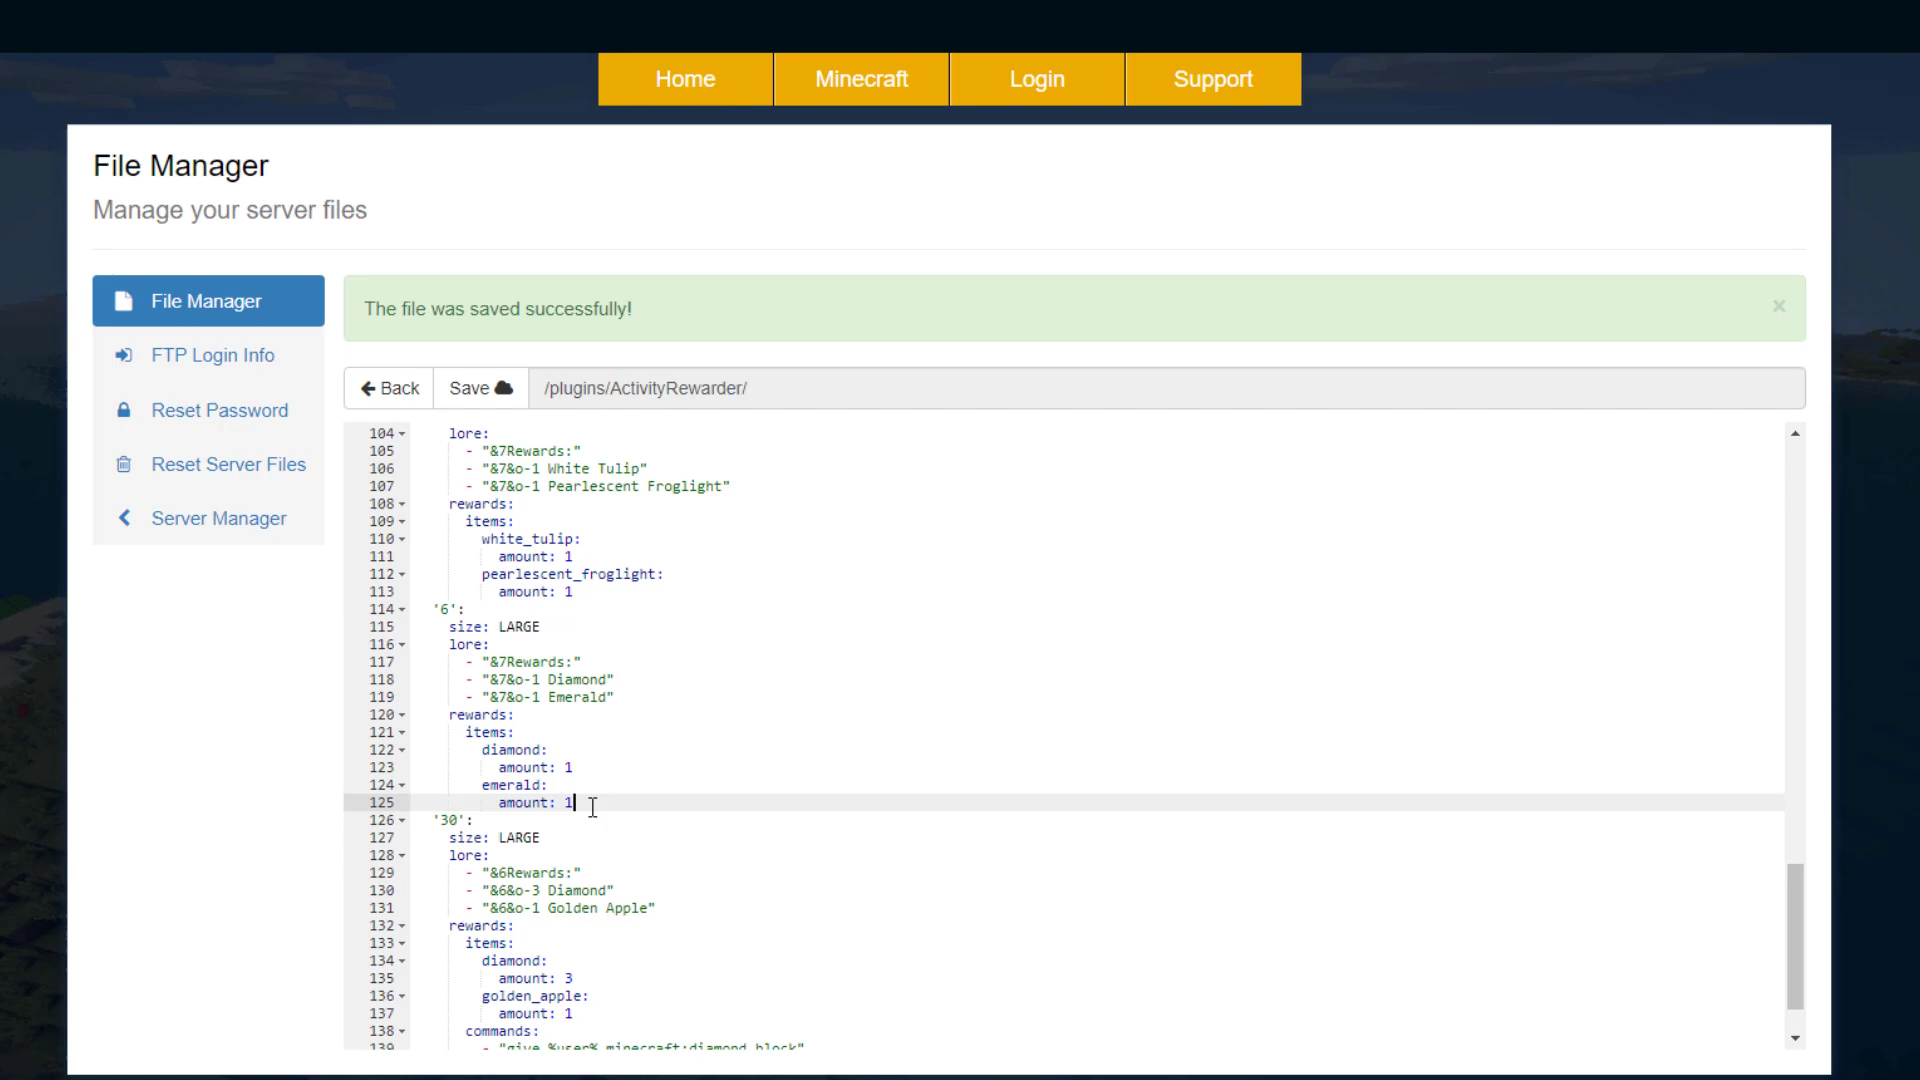 Home
Minecraft
Login
Support
File Manager
Manage your server files
File Manager
FTP Login Info
Reset Password
Reset Server Files
Server Manager
The file was saved successfully!
×
Back
Save
/plugins/ActivityRewarder/
104 lore:
105 - "&7Rewards:"
106 - "&7&o-1 White Tulip"
107 - "&7&o-1 Pearlescent Froglight"
108 rewards:
109 items:
110 white_tulip:
111 amount: 1
112 pearlescent_froglight:
113 amount: 1
114 '6':
115 size: LARGE
116 lore:
117 - "&7Rewards:"
118 - "&7&o-1 Diamond"
119 - "&7&o-1 Emerald"
120 rewards:
121 items:
122 diamond:
123 amount: 1
124 emerald:
125 amount: 1
126 '30':
127 size: LARGE
128 lore:
129 - "&6Rewards:"
130 - "&6&o-3 Diamond"
131 - "&6&o-1 Golden Apple"
132 rewards:
133 items:
134 diamond:
135 amount: 3
136 golden_apple:
137 amount: 1
138 commands:
139 - "give %user% minecraft:diamond_block"